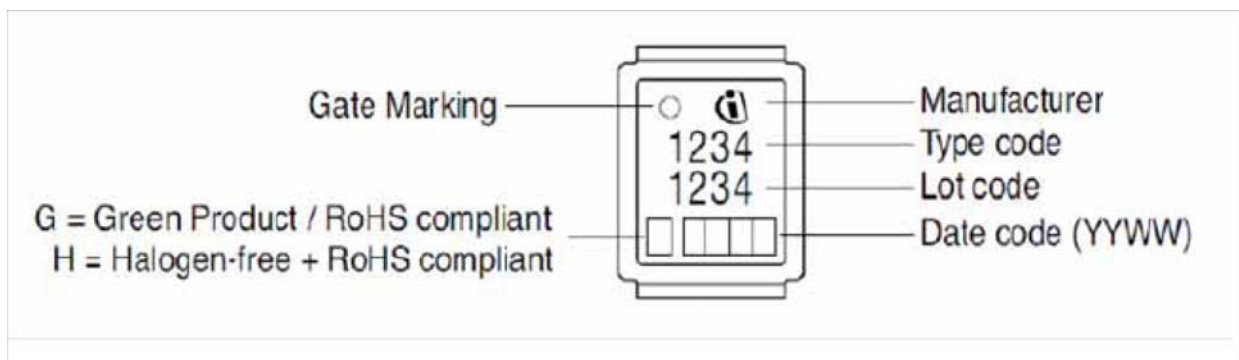 Gate Marking
Manufacturer
1234
Type code
1234
Lot code
G = Green Product / RoHS compliant
H = Halogen-free + RoHS compliant
Date code (YYWW)